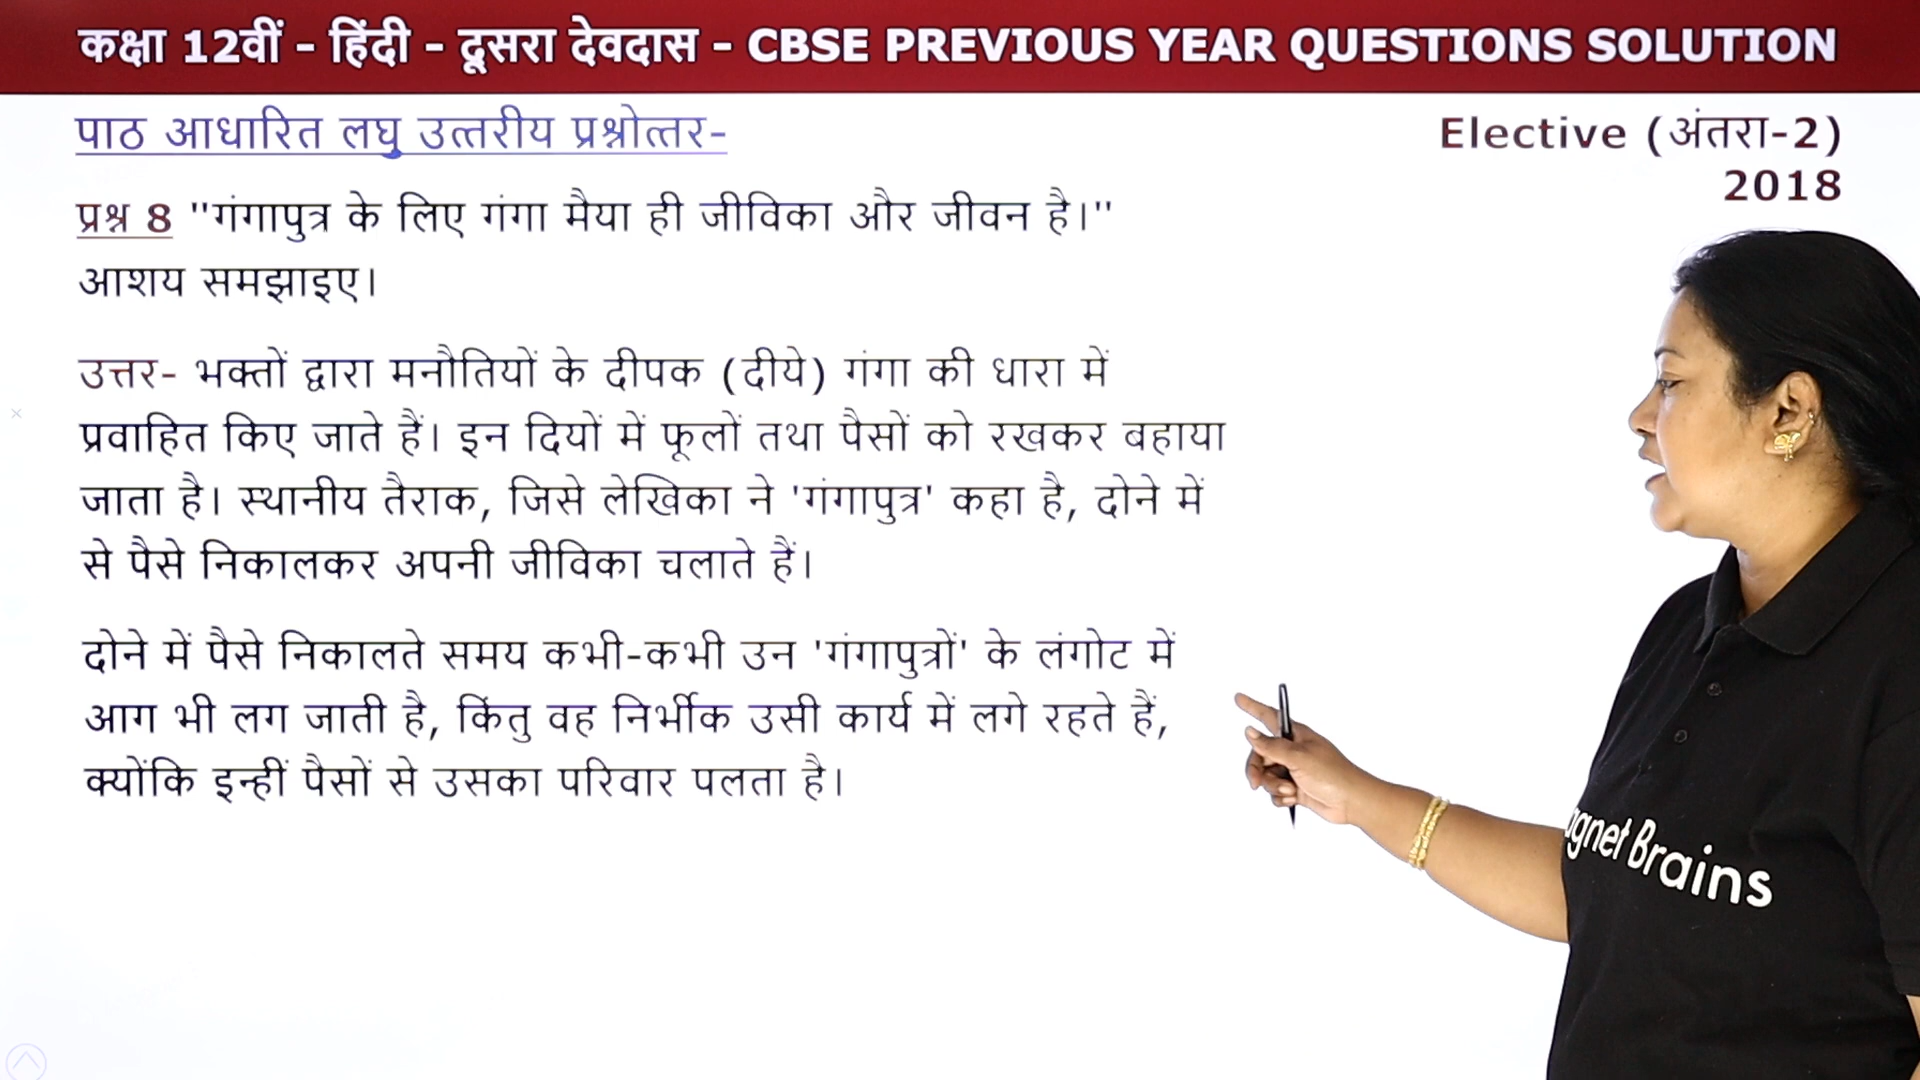 कक्षा 12वीं - हिंदी - दूसरा देवदास - CBSE PREVIOUS YEAR QUESTIONS SOLUTION
पाठ आधारित लघु उत्तरीय प्रश्नोत्तर-
Elective (अंतरा-2)
2018
प्रश्न 8 "गंगापुत्र के लिए गंगा मैया ही जीविका और जीवन है।"
आशय समझाइए।
उत्तर- भक्तों द्वारा मनौतियों के दीपक (दीये) गंगा की धारा में
प्रवाहित किए जाते हैं। इन दियों में फूलों तथा पैसों को रखकर बहाया
जाता है। स्थानीय तैराक, जिसे लेखिका ने 'गंगापुत्र' कहा है, दोने में
से पैसे निकालकर अपनी जीविका चलाते हैं।
दोने में पैसे निकालते समय कभी-कभी उन 'गंगापुत्रों' के लंगोट में
आग भी लग जाती है, किंतु वह निर्भीक उसी कार्य में लगे रहते हैं,
क्योंकि इन्हीं पैसों से उसका परिवार पलता है।
agnet Brains